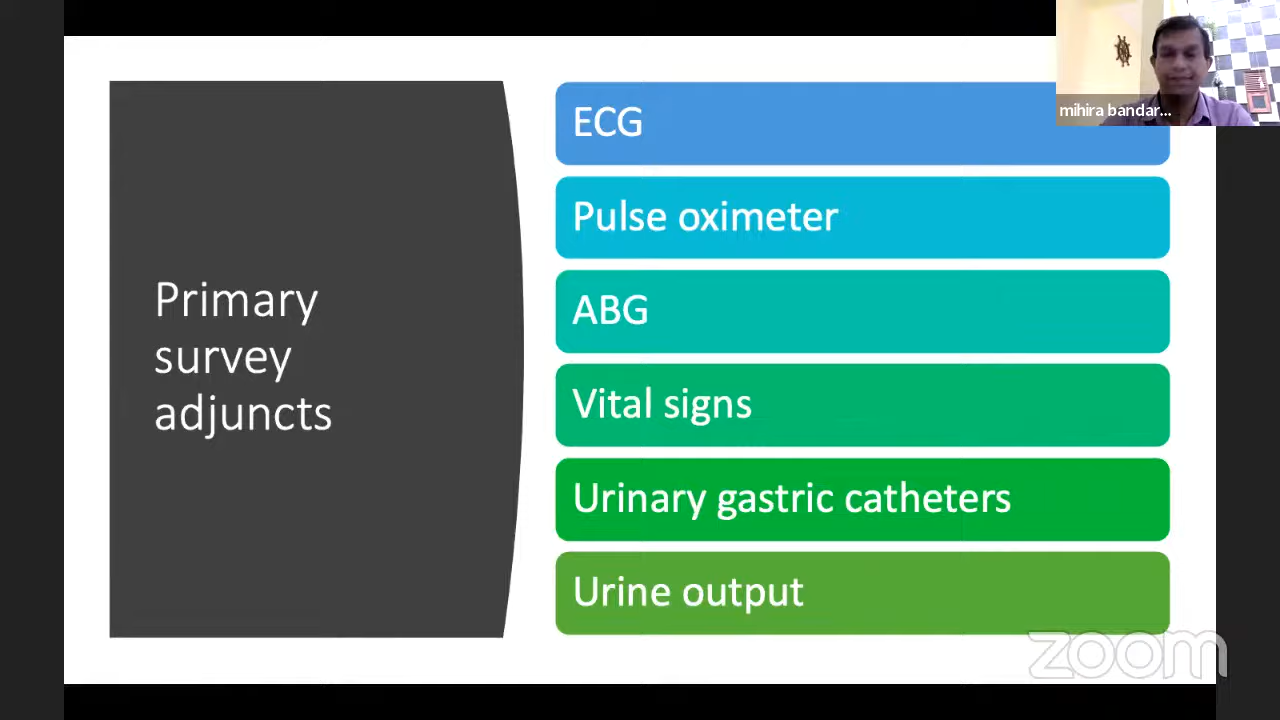 mihira bandar...
Primary
survey
adjuncts
ECG
Pulse oximeter
ABG
Vital signs
Urinary gastric catheters
Urine output
zoom